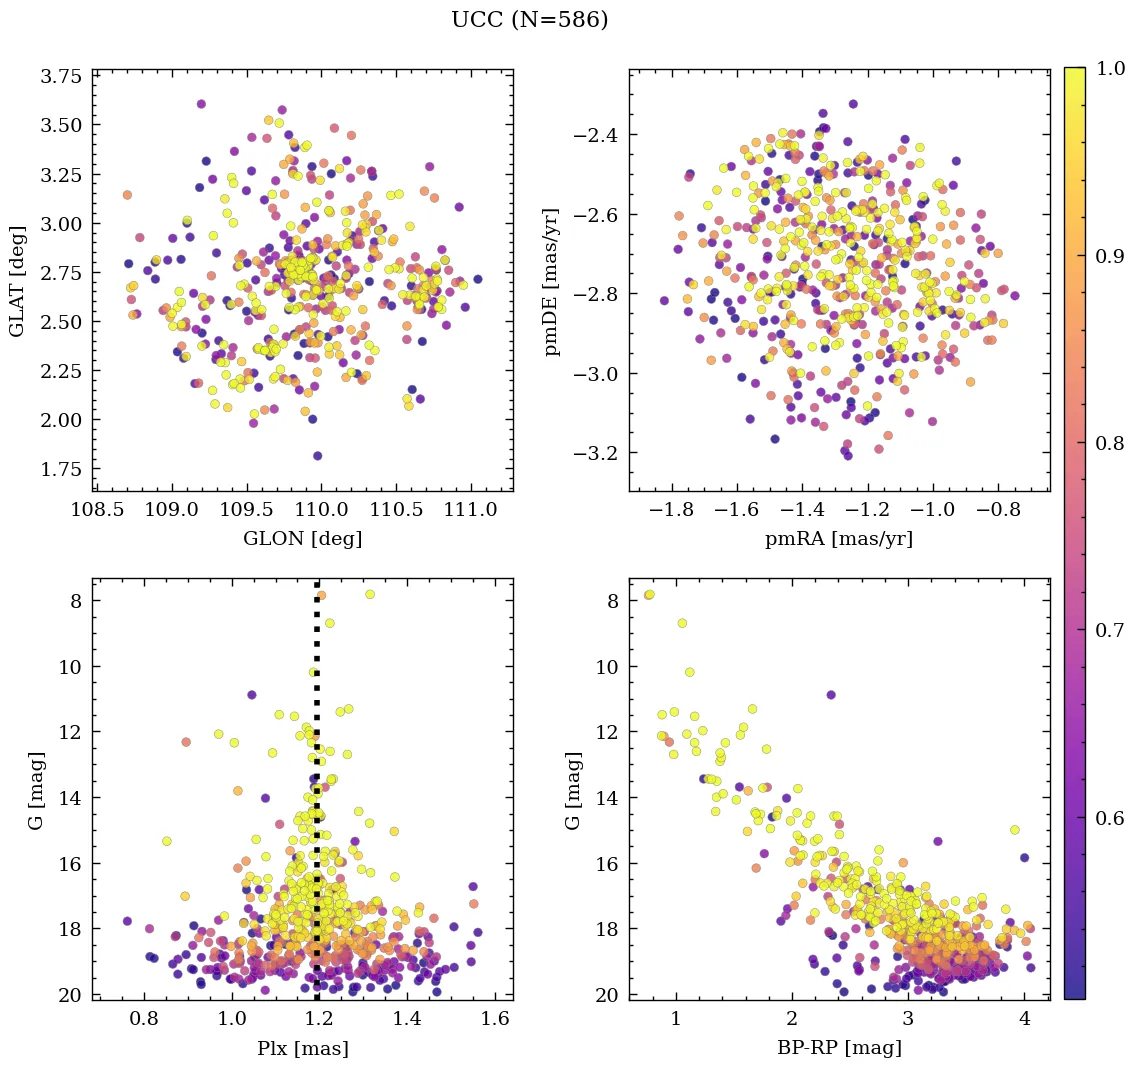 UCC (N=586)
3.75
3.50
3.25
3.00
2.75
2.50
2.25
2.00
1.75
GLAT [deg]
108.5 109.0 109.5 110.0 110.5 111.0
GLON [deg]
−2.4
−2.6
−2.8
−3.0
−3.2
pmDE [mas/yr]
−1.8 −1.6 −1.4 −1.2 −1.0 −0.8
pmRA [mas/yr]
8
10
12
14
16
18
20
G [mag]
0.8 1.0 1.2 1.4 1.6
Plx [mas]
8
10
12
14
16
18
20
G [mag]
1 2 3 4
BP-RP [mag]
1.0
0.9
0.8
0.7
0.6